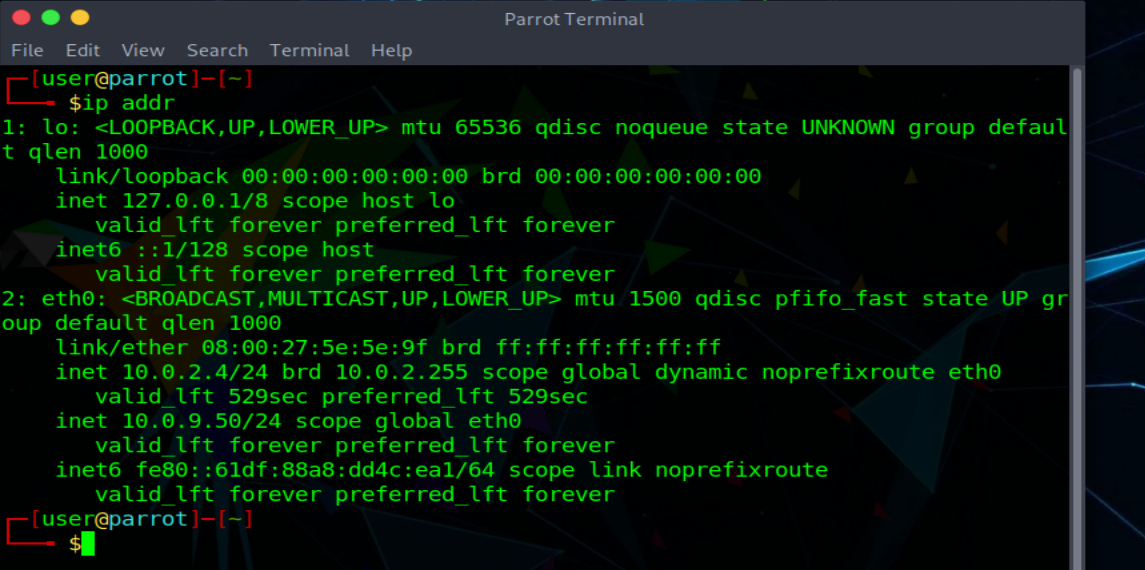 Parrot Terminal
File Edit View Search Terminal Help
[user@parrot]-[~]
$ip addr
1: lo: <LOOPBACK,UP,LOWER_UP> mtu 65536 qdisc noqueue state UNKNOWN group defaul
t qlen 1000
link/loopback 00:00:00:00:00:00 brd 00:00:00:00:00:00
inet 127.0.0.1/8 scope host lo
valid_lft forever preferred_lft forever
inet6 ::1/128 scope host
valid_lft forever preferred_lft forever
2: eth0: <BROADCAST,MULTICAST,UP,LOWER_UP> mtu 1500 qdisc pfifo_fast state UP gr
oup default qlen 1000
link/ether 08:00:27:5e:5e:9f brd ff:ff:ff:ff:ff:ff
inet 10.0.2.4/24 brd 10.0.2.255 scope global dynamic noprefixroute eth0
valid_lft 529sec preferred_lft 529sec
inet 10.0.9.50/24 scope global eth0
valid_lft forever preferred_lft forever
inet6 fe80::61df:88a8:dd4c:ea1/64 scope link noprefixroute
valid_lft forever preferred_lft forever
[user@parrot]-[~]
$